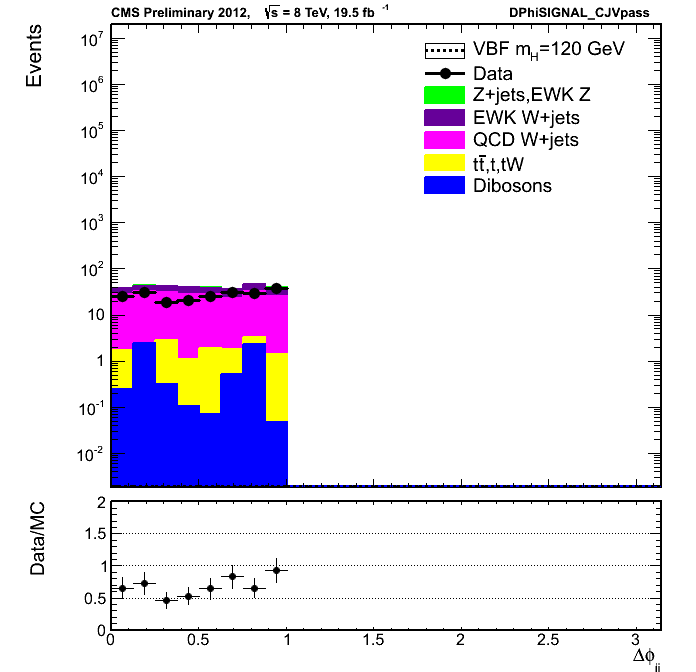 CMS Preliminary 2012, √s = 8 TeV, 19.5 fb⁻¹ DPhiSIGNAL_CJVpass
Events
10⁷
10⁶
10⁵
10⁴
10³
10²
10
1
10⁻¹
10⁻²
VBF m_H=120 GeV
Data
Z+jets,EWK Z
EWK W+jets
QCD W+jets
tt̄,t,tW
Dibosons
Data/MC
2
1.5
1
0.5
0
0 0.5 1 1.5 2 2.5 3
Δϕ_jj